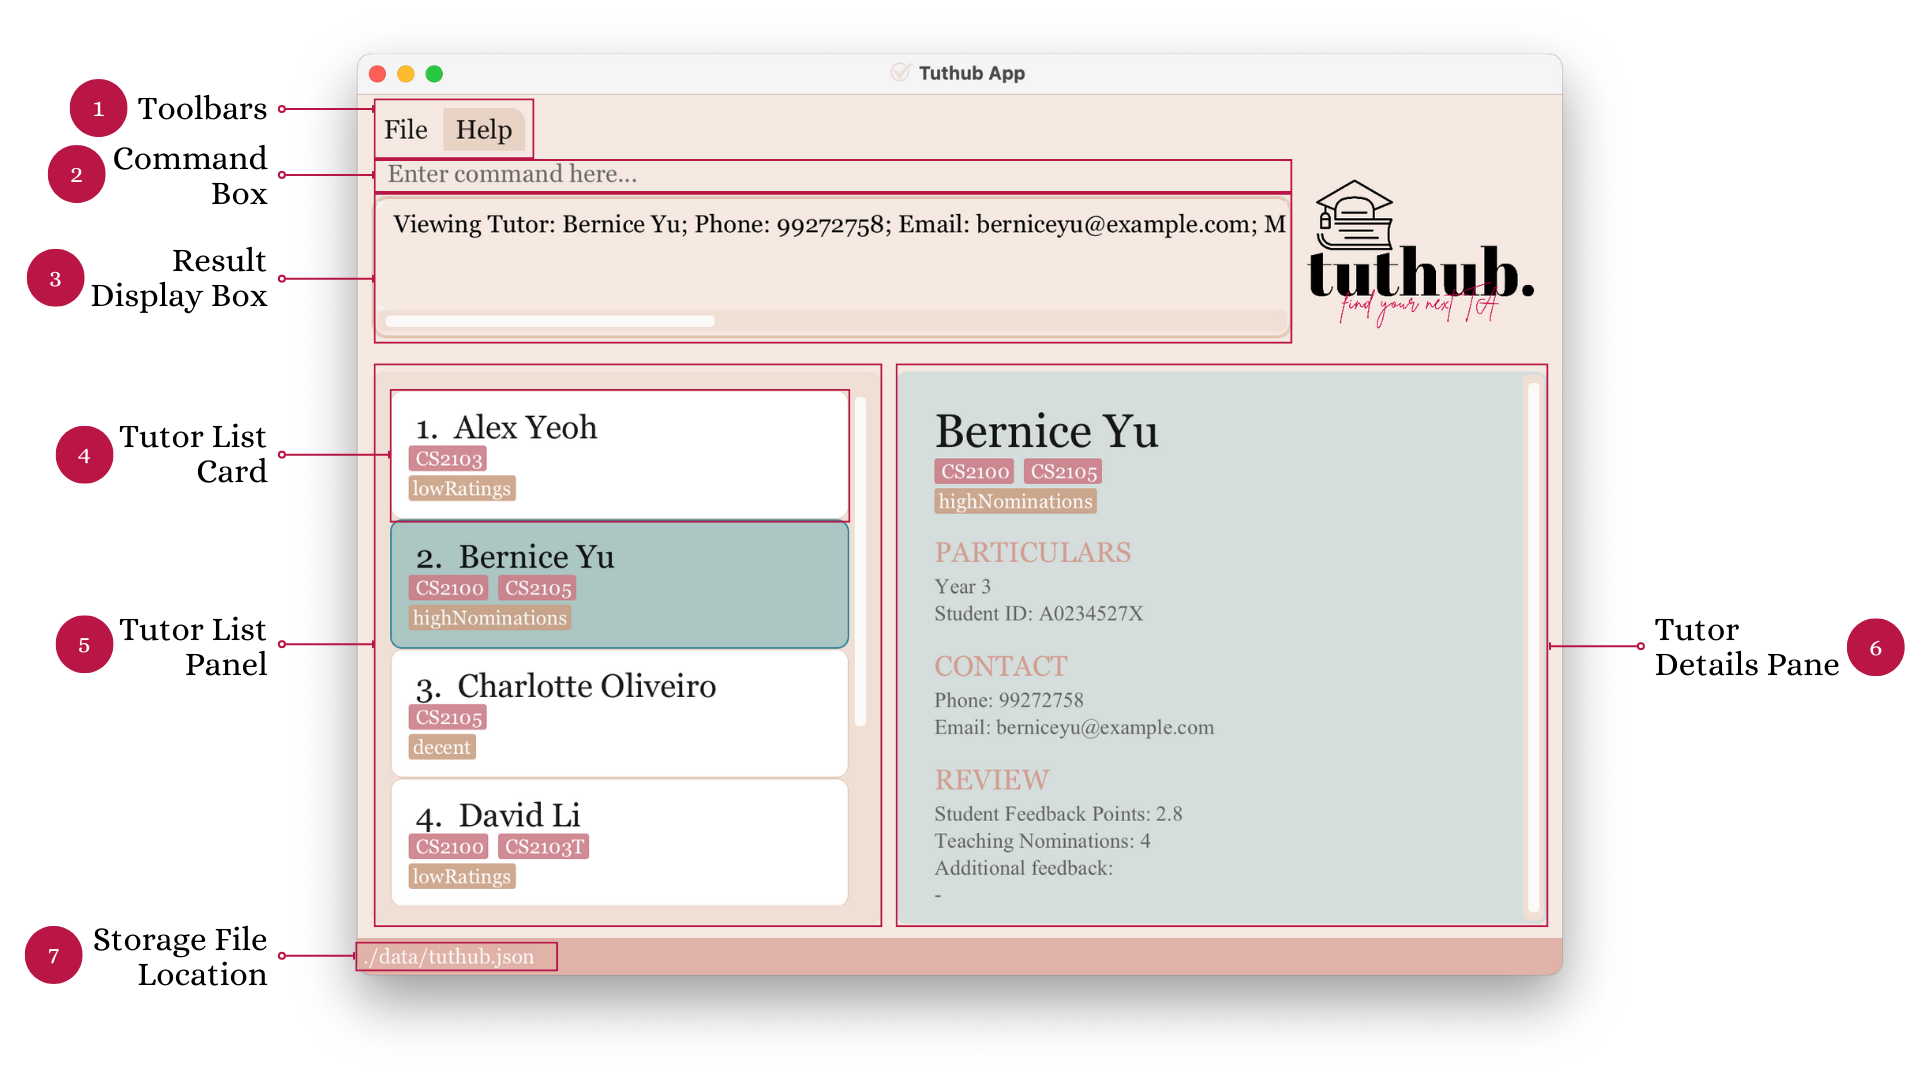 Tuthub App
1 Toolbars
File Help
2 Command
Box
Enter command here...
3 Result
Display Box
Viewing Tutor: Bernice Yu; Phone: 99272758; Email: berniceyu@example.com; M
tuthub.
find your next TA
4 Tutor List
Card
1. Alex Yeoh
CS2103
lowRatings
2. Bernice Yu
CS2100 CS2105
highNominations
5 Tutor List
Panel
3. Charlotte Oliveiro
CS2105
decent
4. David Li
CS2100 CS2103T
lowRatings
Bernice Yu
CS2100 CS2105
highNominations
PARTICULARS
Year 3
Student ID: A0234527X
CONTACT
Phone: 99272758
Email: berniceyu@example.com
REVIEW
Student Feedback Points: 2.8
Teaching Nominations: 4
Additional feedback:
-
Tutor
Details Pane 6
7 Storage File
Location
./data/tuthub.json